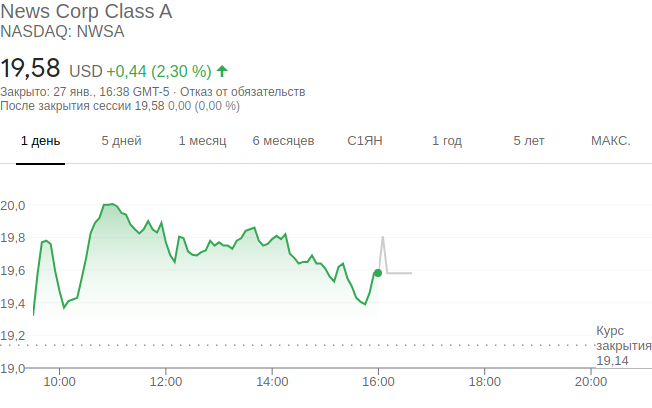 News Corp Class A
NASDAQ: NWSA
19,58 USD +0,44 (2,30 %)
Закрыто: 27 янв., 16:38 GMT-5 · Отказ от обязательств
После закрытия сессии 19,58 0,00 (0,00 %)
1 день 5 дней 1 месяц 6 месяцев С1ЯН 1 год 5 лет МАКС.
20,0
19,8
19,6
19,4
19,2
Курс
закрытия
19,14
19,0
10:00 12:00 14:00 16:00 18:00 20:00